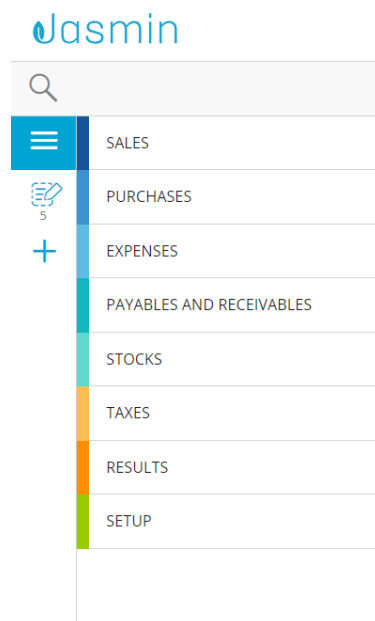 Jasmin
SALES
PURCHASES
5
EXPENSES
PAYABLES AND RECEIVABLES
STOCKS
TAXES
RESULTS
SETUP